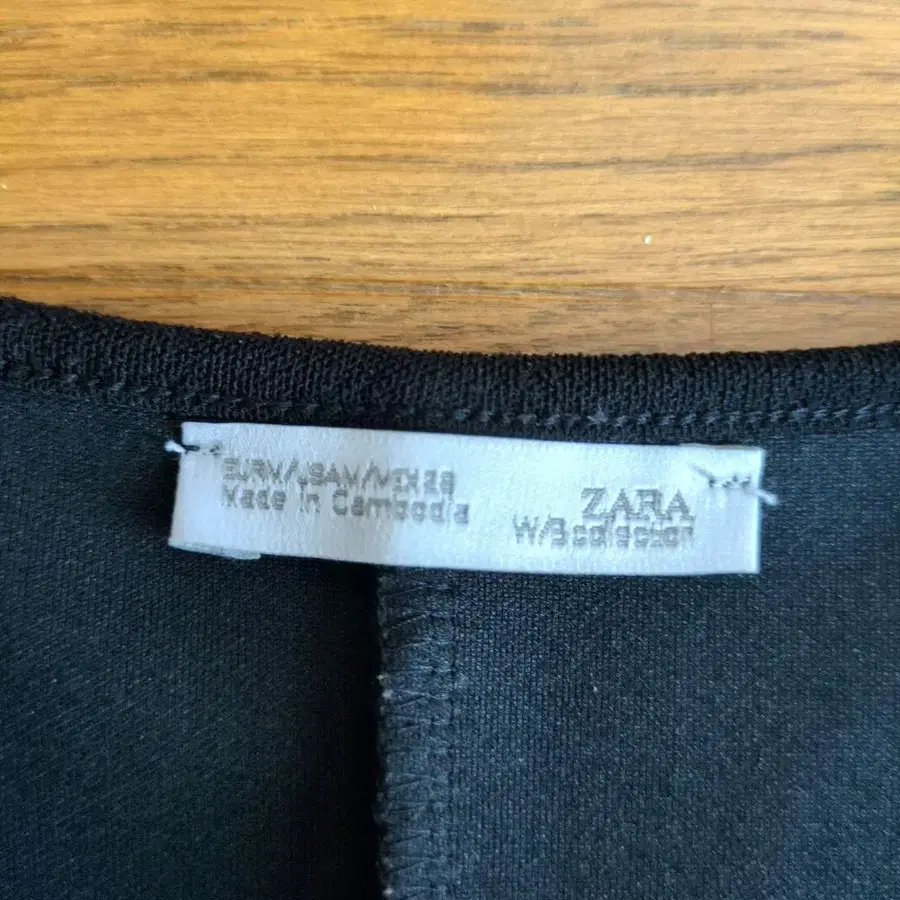 EUR M / USA M / MEX 28
Made in Cambodia
ZARA
W/B collection